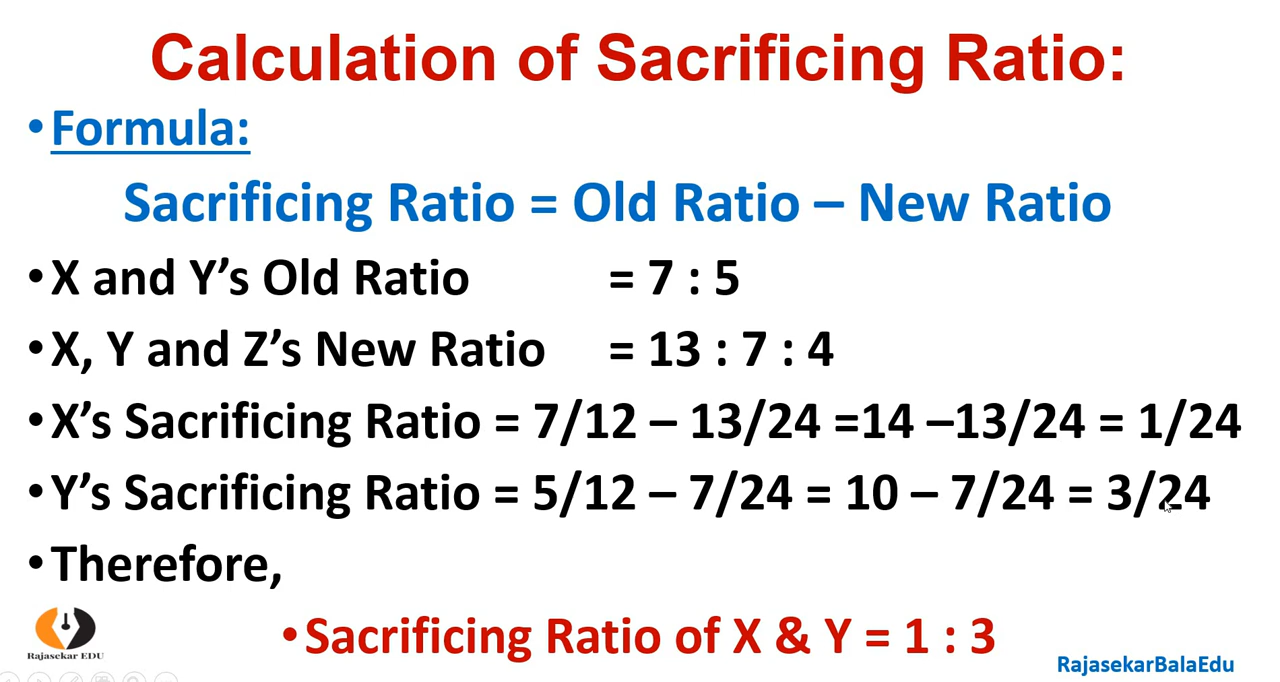 Calculation of Sacrificing Ratio:
•Formula:
Sacrificing Ratio = Old Ratio – New Ratio
•X and Y’s Old Ratio = 7 : 5
•X, Y and Z’s New Ratio = 13 : 7 : 4
•X’s Sacrificing Ratio = 7/12 – 13/24 =14 –13/24 = 1/24
•Y’s Sacrificing Ratio = 5/12 – 7/24 = 10 – 7/24 = 3/24
•Therefore,
•Sacrificing Ratio of X & Y = 1 : 3
Rajasekar EDU
RajasekarBalaEdu